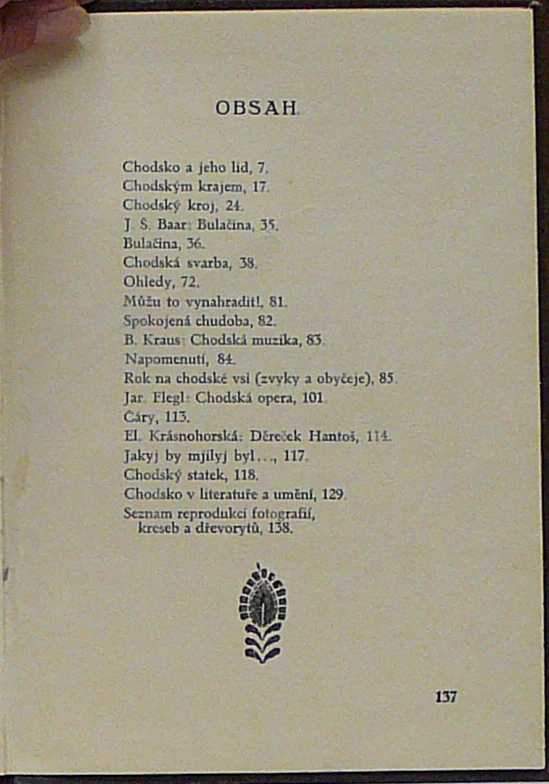 OBSAH.
Chodsko a jeho lid, 7.
Chodským krajem, 17.
Chodský kroj, 24.
J. Š. Baar: Bulačina, 35.
Bulačina, 36.
Chodská svarba, 38.
Ohledy, 72.
Můžu to vynahradit!, 81.
Spokojená chudoba, 82.
B. Kraus: Chodská muzika, 83.
Napomenutí, 84.
Rok na chodské vsi (zvyky a obyčeje), 85.
Jar. Flegl: Chodská opera, 101.
Čáry, 113.
El. Krásnohorská: Děreček Hantoš, 114.
Jakyj by mjilyj byl..., 117.
Chodský statek, 118.
Chodsko v literatuře a umění, 129.
Seznam reprodukcí fotografií,
kreseb a dřevorytů, 138.
137